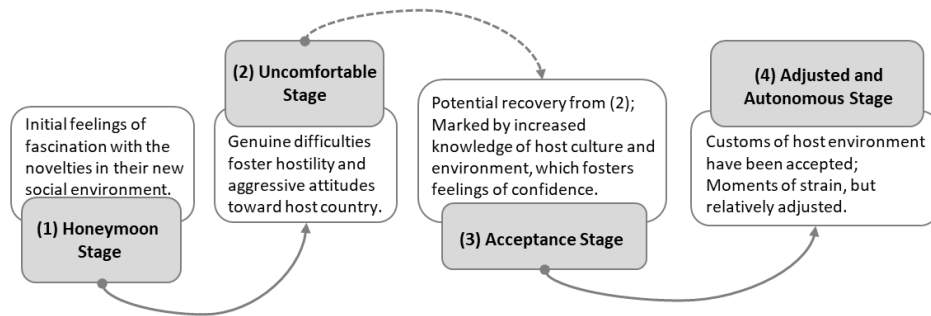 Initial feelings of
fascination with the
novelties in their new
social environment.
(1) Honeymoon
Stage
(2) Uncomfortable
Stage
Genuine difficulties
foster hostility and
aggressive attitudes
toward host country.
Potential recovery from (2);
Marked by increased
knowledge of host culture and
environment, which fosters
feelings of confidence.
(3) Acceptance Stage
(4) Adjusted and
Autonomous Stage
Customs of host environment
have been accepted;
Moments of strain, but
relatively adjusted.